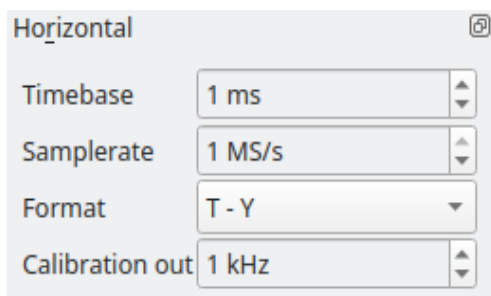 Horizontal
Timebase 1 ms
Samplerate 1 MS/s
Format T - Y
Calibration out 1 kHz